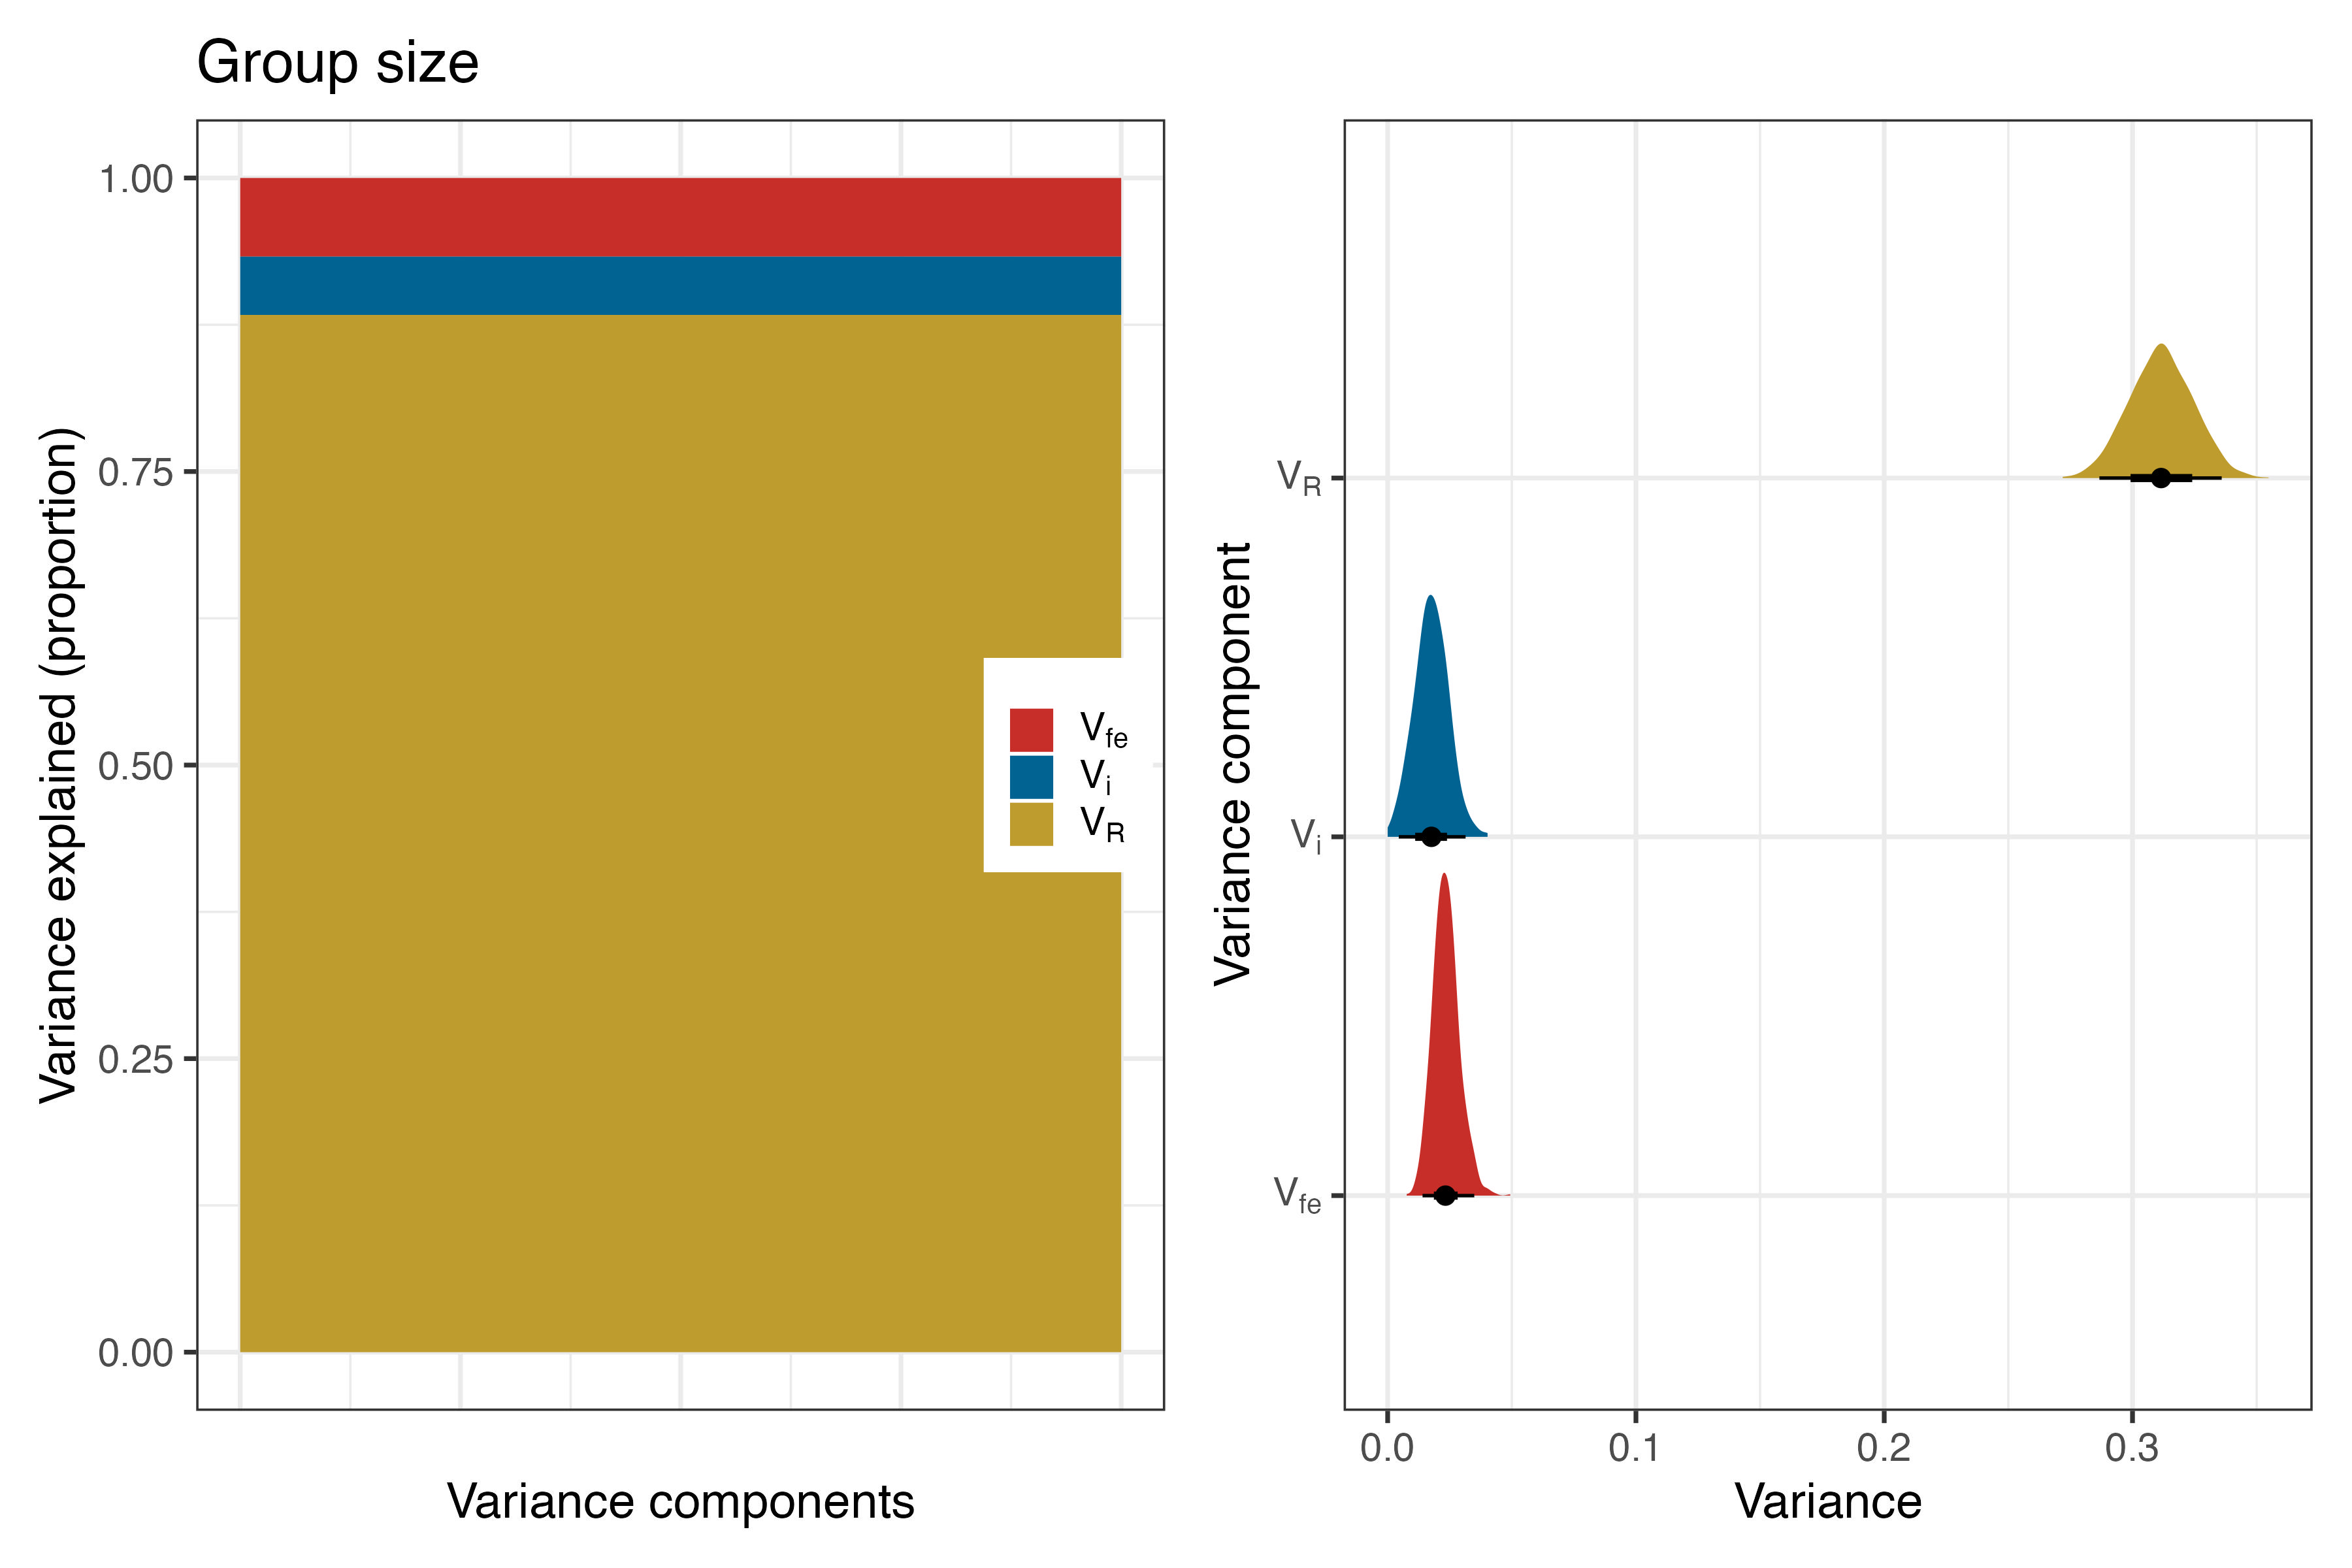 Group size
Variance explained (proportion)
1.00
0.75
0.50
0.25
0.00
Vfe
Vi
VR
Variance components
Variance component
VR
Vi
Vfe
0.0 0.1 0.2 0.3
Variance